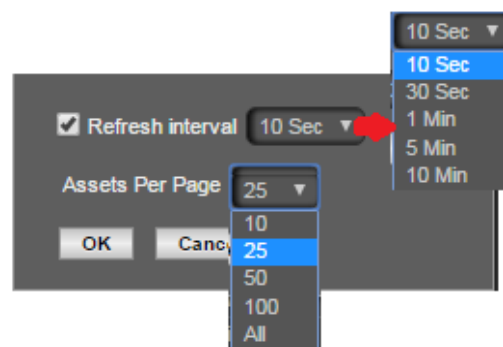 10 Sec
10 Sec
30 Sec
1 Min
5 Min
10 Min
Refresh interval 10 Sec
Assets Per Page 25
OK Canc
10
25
50
100
All